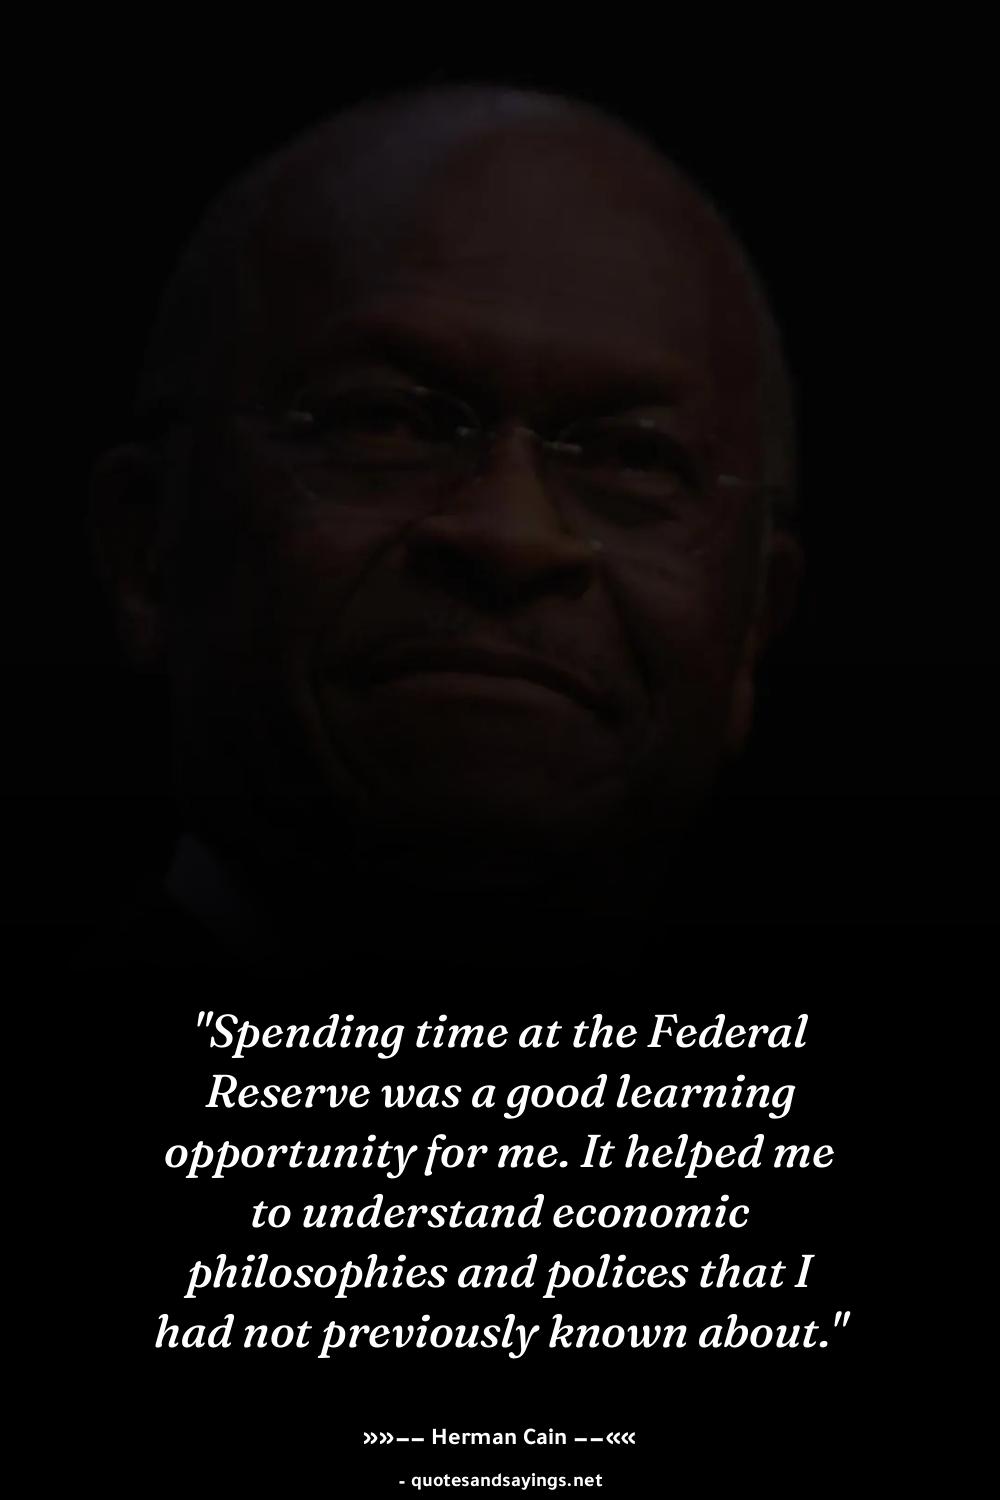 "Spending time at the Federal
Reserve was a good learning
opportunity for me. It helped me
to understand economic
philosophies and polices that I
had not previously known about."
»»−− Herman Cain −−««
- quotesandsayings.net